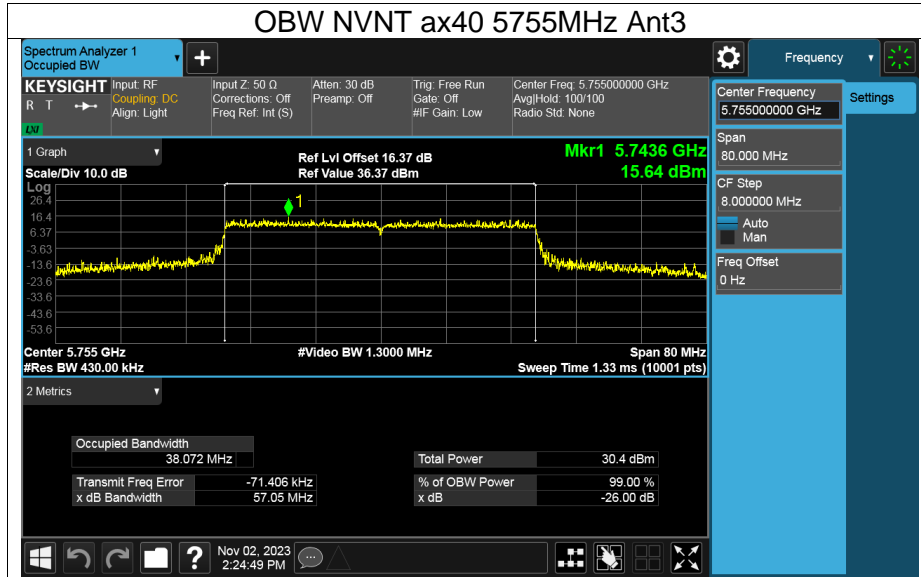 OBW NVNT ax40 5755MHz Ant3
Spectrum Analyzer 1
Occupied BW
+
Frequency
KEYSIGHT
R T
LXI
Input: RF
Coupling: DC
Align: Light
Input Z: 50 Ω
Corrections: Off
Freq Ref: Int (S)
Atten: 30 dB
Preamp: Off
Trig: Free Run
Gate: Off
#IF Gain: Low
Center Freq: 5.755000000 GHz
Avg|Hold: 100/100
Radio Std: None
Center Frequency
5.755000000 GHz
Settings
Span
80.000 MHz
CF Step
8.000000 MHz
Auto
Man
Freq Offset
0 Hz
1 Graph
Scale/Div 10.0 dB
Ref Lvl Offset 16.37 dB
Ref Value 36.37 dBm
Mkr1 5.7436 GHz
15.64 dBm
Log
26.4
16.4
6.37
-3.63
-13.6
-23.6
-33.6
-43.6
-53.6
1
Center 5.755 GHz
#Res BW 430.00 kHz
#Video BW 1.3000 MHz
Span 80 MHz
Sweep Time 1.33 ms (10001 pts)
2 Metrics
Occupied Bandwidth
38.072 MHz
Transmit Freq Error -71.406 kHz
x dB Bandwidth 57.05 MHz
Total Power 30.4 dBm
% of OBW Power 99.00 %
x dB -26.00 dB
?
Nov 02, 2023
2:24:49 PM